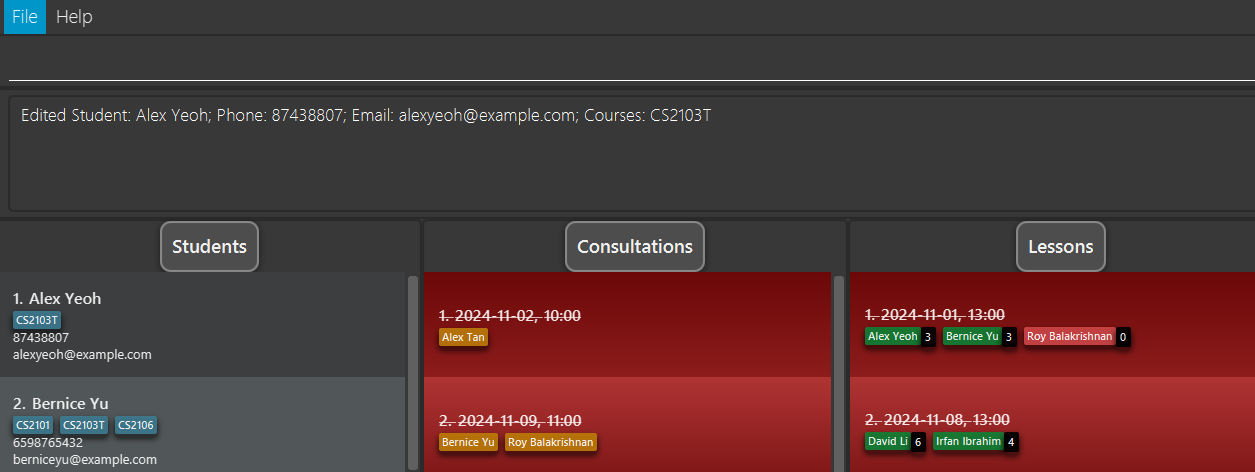 File Help
Edited Student: Alex Yeoh; Phone: 87438807; Email: alexyeoh@example.com; Courses: CS2103T
Students
1. Alex Yeoh
CS2103T
87438807
alexyeoh@example.com
2. Bernice Yu
CS2101 CS2103T CS2106
6598765432
berniceyu@example.com
Consultations
1. 2024-11-02, 10:00
Alex Tan
2. 2024-11-09, 11:00
Bernice Yu Roy Balakrishnan
Lessons
1. 2024-11-01, 13:00
Alex Yeoh 3 Bernice Yu 3 Roy Balakrishnan 0
2. 2024-11-08, 13:00
David Li 6 Irfan Ibrahim 4